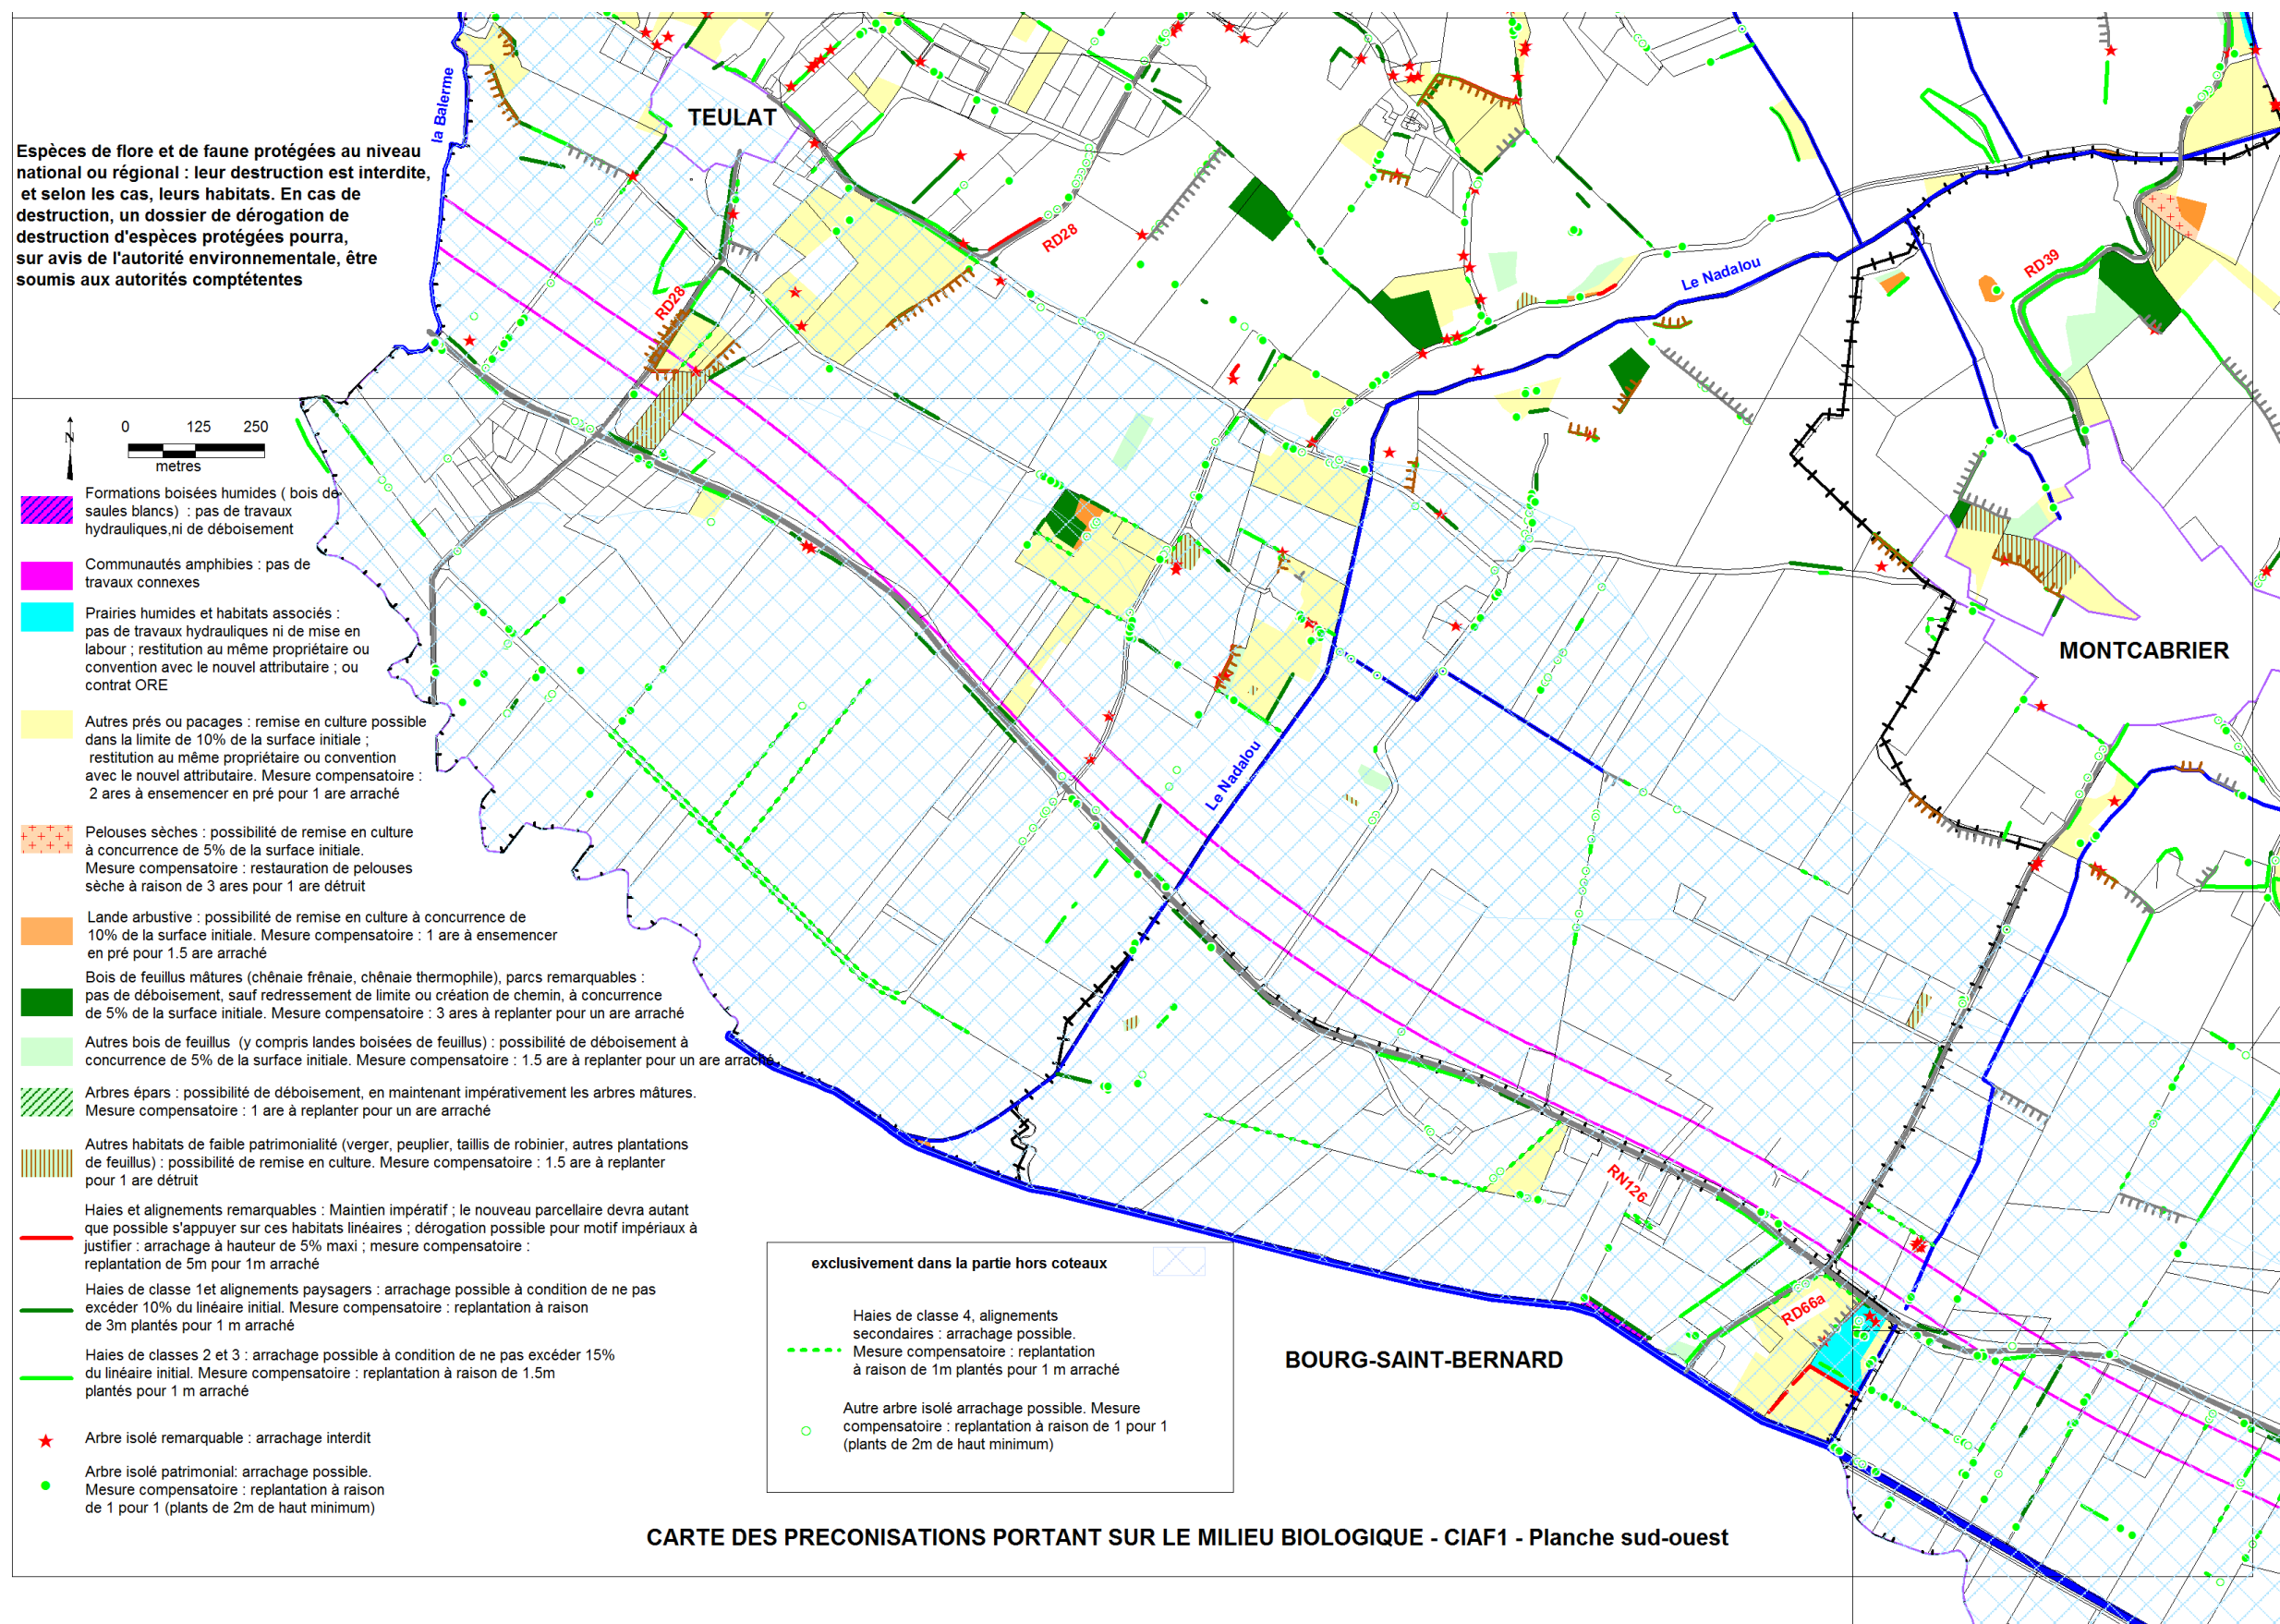 la Balerme
TEULAT
Espèces de flore et de faune protégées au niveau
national ou régional : leur destruction est interdite,
et selon les cas, leurs habitats. En cas de
destruction, un dossier de dérogation de
destruction d'espèces protégées pourra,
sur avis de l'autorité environnementale, être
soumis aux autorités comptétentes
RD28
RD28
Le Nadalou
RD39
N
0 125 250
metres
Formations boisées humides ( bois de
saules blancs) : pas de travaux
hydrauliques,ni de déboisement
Communautés amphibies : pas de
travaux connexes
Prairies humides et habitats associés :
pas de travaux hydrauliques ni de mise en
labour ; restitution au même propriétaire ou
convention avec le nouvel attributaire ; ou
contrat ORE
MONTCABRIER
Autres prés ou pacages : remise en culture possible
dans la limite de 10% de la surface initiale ;
restitution au même propriétaire ou convention
avec le nouvel attributaire. Mesure compensatoire :
2 ares à ensemencer en pré pour 1 are arraché
Le Nadalou
Pelouses sèches : possibilité de remise en culture
à concurrence de 5% de la surface initiale.
Mesure compensatoire : restauration de pelouses
sèche à raison de 3 ares pour 1 are détruit
Lande arbustive : possibilité de remise en culture à concurrence de
10% de la surface initiale. Mesure compensatoire : 1 are à ensemencer
en pré pour 1.5 are arraché
Bois de feuillus mâtures (chênaie frênaie, chênaie thermophile), parcs remarquables :
pas de déboisement, sauf redressement de limite ou création de chemin, à concurrence
de 5% de la surface initiale. Mesure compensatoire : 3 ares à replanter pour un are arraché
Autres bois de feuillus (y compris landes boisées de feuillus) : possibilité de déboisement à
concurrence de 5% de la surface initiale. Mesure compensatoire : 1.5 are à replanter pour un are arraché
Arbres épars : possibilité de déboisement, en maintenant impérativement les arbres mâtures.
Mesure compensatoire : 1 are à replanter pour un are arraché
Autres habitats de faible patrimonialité (verger, peuplier, taillis de robinier, autres plantations
de feuillus) : possibilité de remise en culture. Mesure compensatoire : 1.5 are à replanter
pour 1 are détruit
Haies et alignements remarquables : Maintien impératif ; le nouveau parcellaire devra autant
que possible s'appuyer sur ces habitats linéaires ; dérogation possible pour motif impériaux à
justifier : arrachage à hauteur de 5% maxi ; mesure compensatoire :
replantation de 5m pour 1m arraché
Haies de classe 1et alignements paysagers : arrachage possible à condition de ne pas
excéder 10% du linéaire initial. Mesure compensatoire : replantation à raison
de 3m plantés pour 1 m arraché
Haies de classes 2 et 3 : arrachage possible à condition de ne pas excéder 15%
du linéaire initial. Mesure compensatoire : replantation à raison de 1.5m
plantés pour 1 m arraché
Arbre isolé remarquable : arrachage interdit
Arbre isolé patrimonial: arrachage possible.
Mesure compensatoire : replantation à raison
de 1 pour 1 (plants de 2m de haut minimum)
exclusivement dans la partie hors coteaux
Haies de classe 4, alignements
secondaires : arrachage possible.
Mesure compensatoire : replantation
à raison de 1m plantés pour 1 m arraché
Autre arbre isolé arrachage possible. Mesure
compensatoire : replantation à raison de 1 pour 1
(plants de 2m de haut minimum)
RN126
RD66a
BOURG-SAINT-BERNARD
CARTE DES PRECONISATIONS PORTANT SUR LE MILIEU BIOLOGIQUE - CIAF1 - Planche sud-ouest